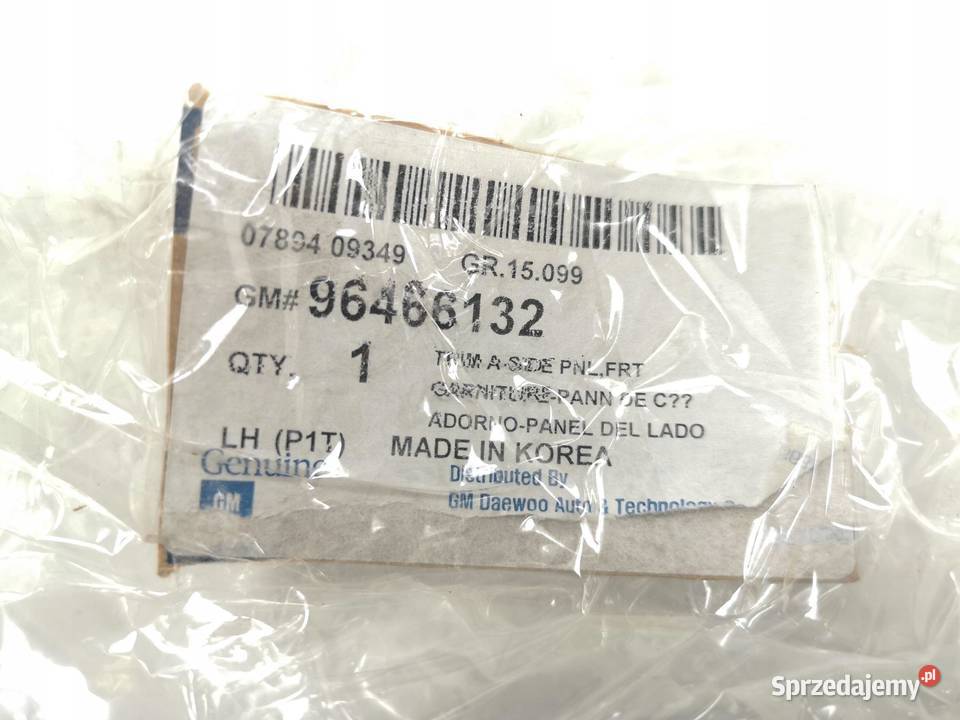 07894 09349
GR.15.099
GM# 96466132
QTY. 1
TRIM A-SIDE PNL,FRT
GARNITURE-PANN DE C??
ADORNO-PANEL DEL LADO
LH (P1T)
MADE IN KOREA
Genuine
GM
Distributed By
GM Daewoo Auto & Technology
Sprzedajemy.pl